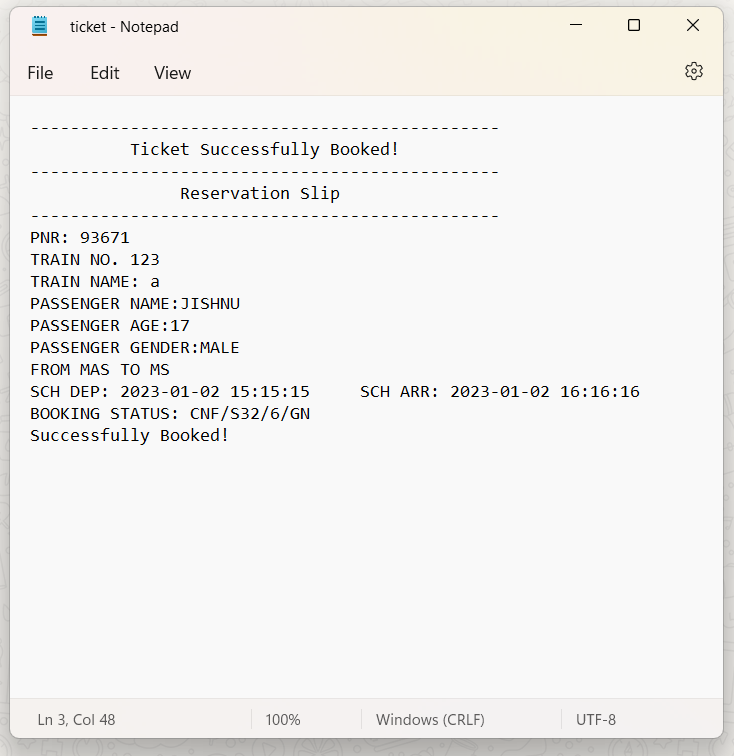 ticket - Notepad
File Edit View
-----------------------------------------------
Ticket Successfully Booked!
-----------------------------------------------
Reservation Slip
-----------------------------------------------
PNR: 93671
TRAIN NO. 123
TRAIN NAME: a
PASSENGER NAME:JISHNU
PASSENGER AGE:17
PASSENGER GENDER:MALE
FROM MAS TO MS
SCH DEP: 2023-01-02 15:15:15     SCH ARR: 2023-01-02 16:16:16
BOOKING STATUS: CNF/S32/6/GN
Successfully Booked!
Ln 3, Col 48 100% Windows (CRLF) UTF-8